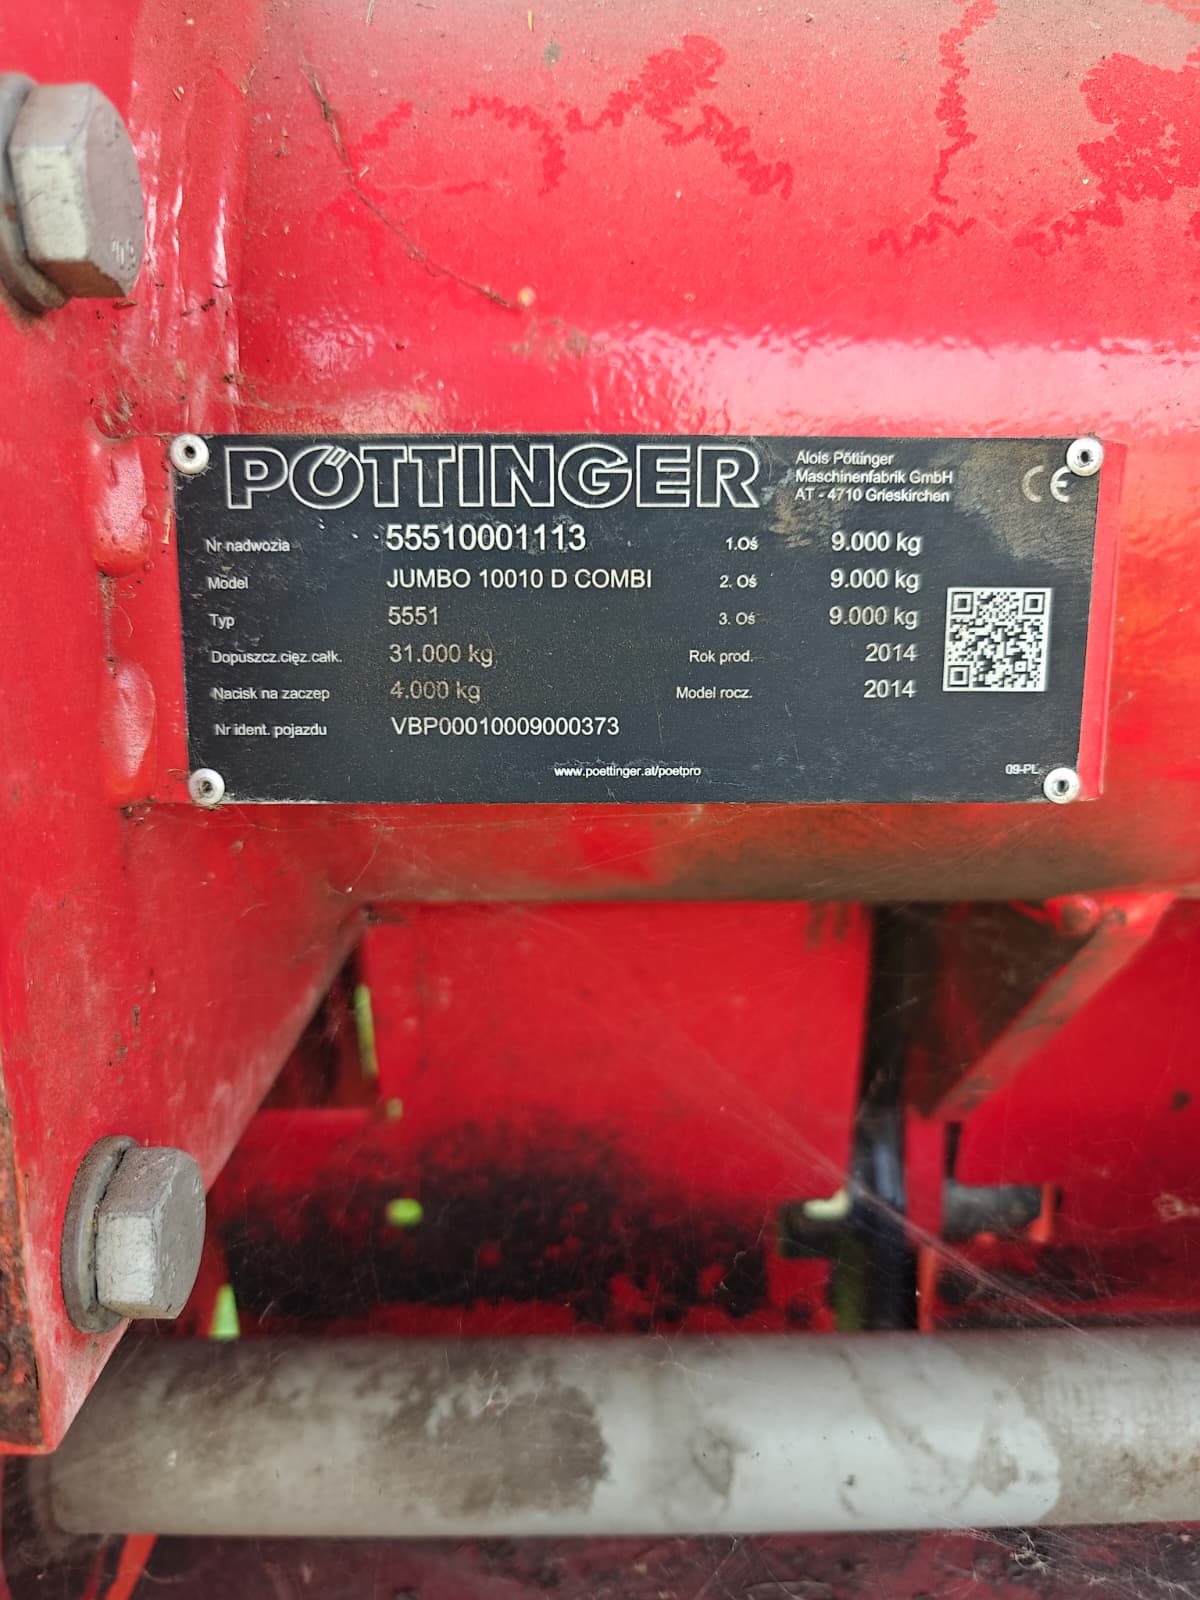 PÖTTINGER
Alois Pöttinger
Maschinenfabrik GmbH
AT - 4710 Grieskirchen
CE
Nr nadwozia 55510001113 1.Oś 9.000 kg
Model JUMBO 10010 D COMBI 2. Oś 9.000 kg
Typ 5551 3. Oś 9.000 kg
Dopuszcz.cięz.całk. 31.000 kg Rok prod. 2014
Nacisk na zaczep 4.000 kg Model rocz. 2014
Nr ident. pojazdu VBP00010009000373
www.poettinger.at/poetpro
09-PL